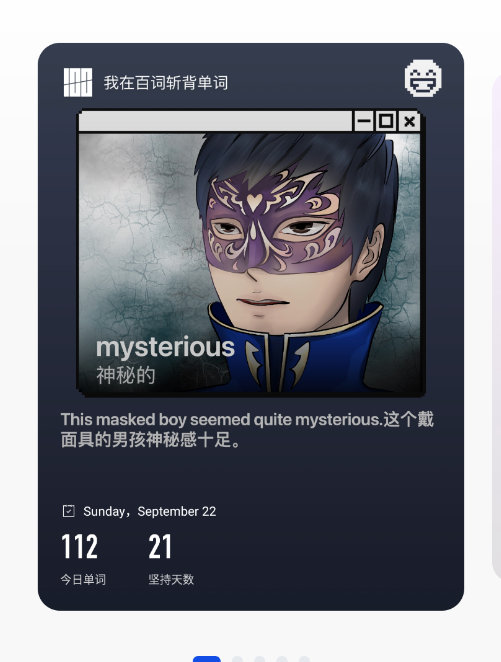 我在百词斩背单词
mysterious
神秘的
This masked boy seemed quite mysterious.这个戴
面具的男孩神秘感十足。
Sunday，September 22
112 21
今日单词 坚持天数